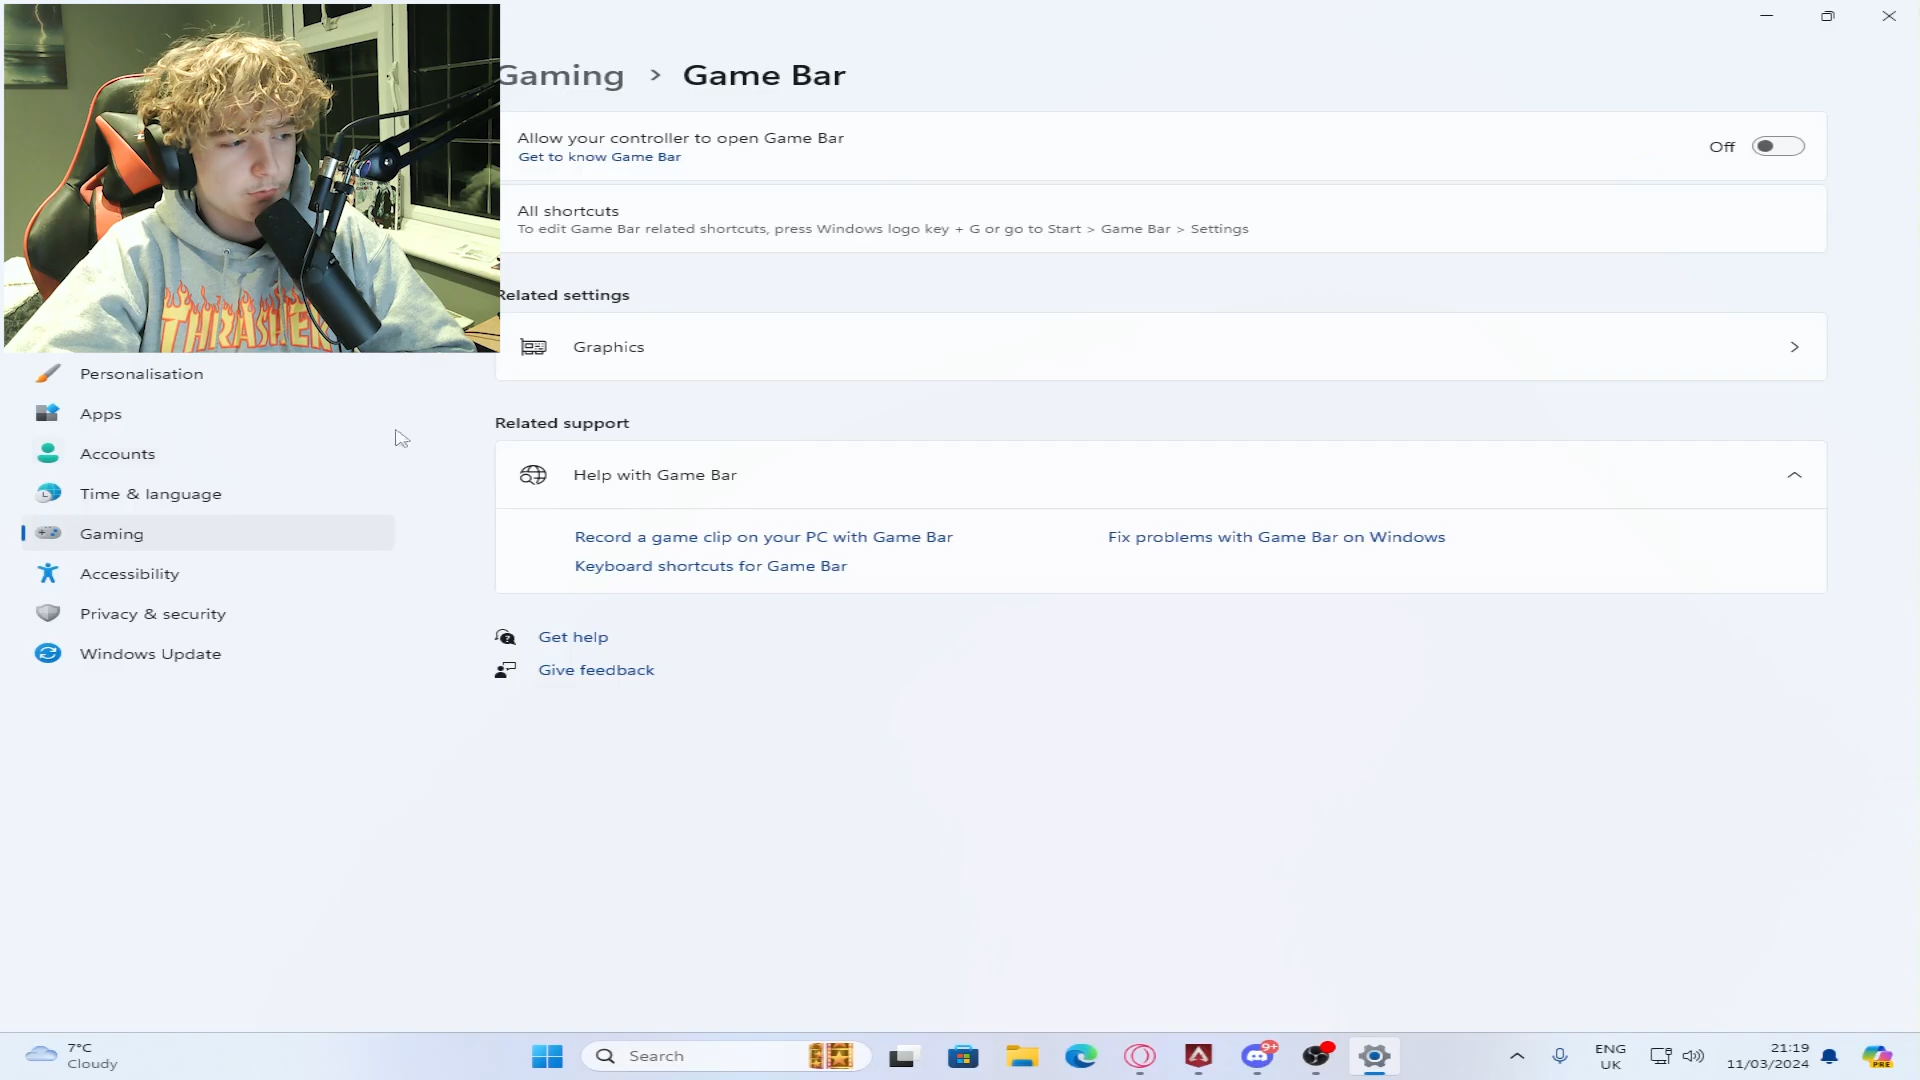 THRASHER
Gaming > Game Bar
Allow your controller to open Game Bar
Get to know Game Bar
Off
All shortcuts
To edit Game Bar related shortcuts, press Windows logo key + G or go to Start > Game Bar > Settings
Related settings
Graphics
Related support
Help with Game Bar
Record a game clip on your PC with Game Bar
Fix problems with Game Bar on Windows
Keyboard shortcuts for Game Bar
Get help
Give feedback
Personalisation
Apps
Accounts
Time & language
Gaming
Accessibility
Privacy & security
Windows Update
7°C
Cloudy
Search
9+
ENG
UK
21:19
11/03/2024
PRE